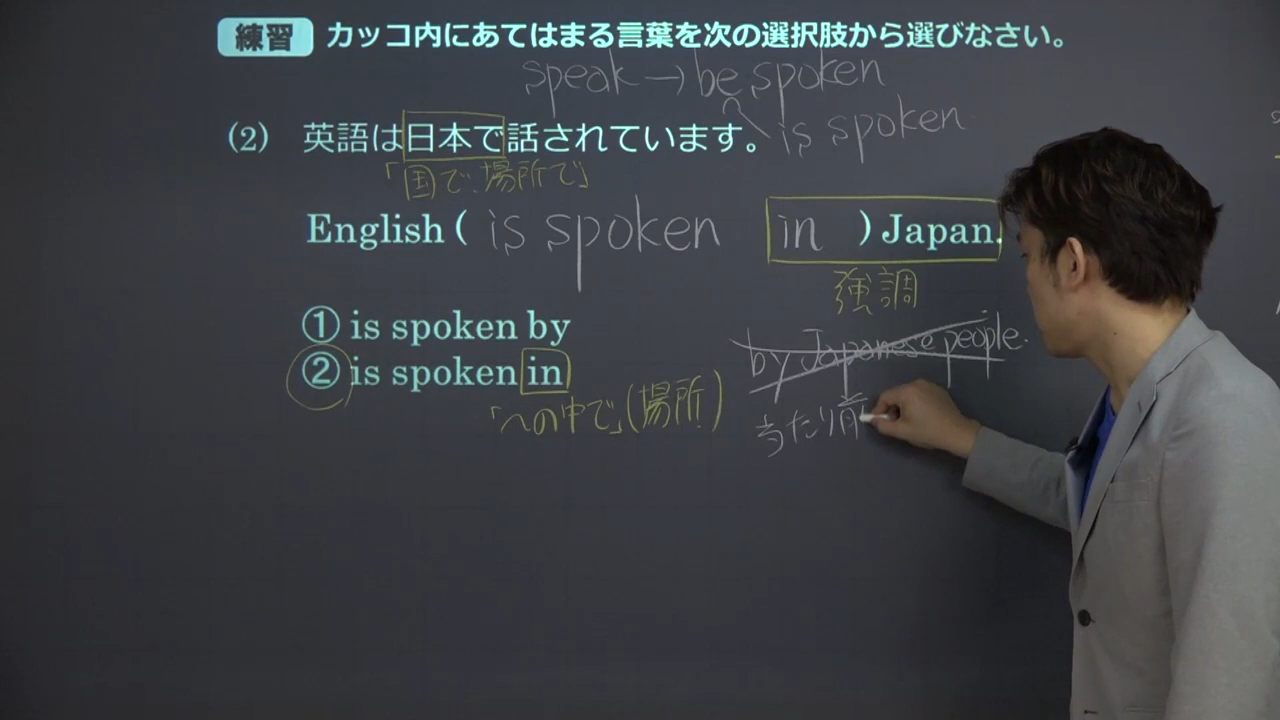 練習 カッコ内にあてはまる言葉を次の選択肢から選びなさい。
speak → be spoken
is spoken
(2) 英語は日本で話されています。
「国で、場所で」
English ( is spoken in ) Japan.
強調
① is spoken by
by Japanese people.
② is spoken in
「〜の中で」(場所)
当たり前